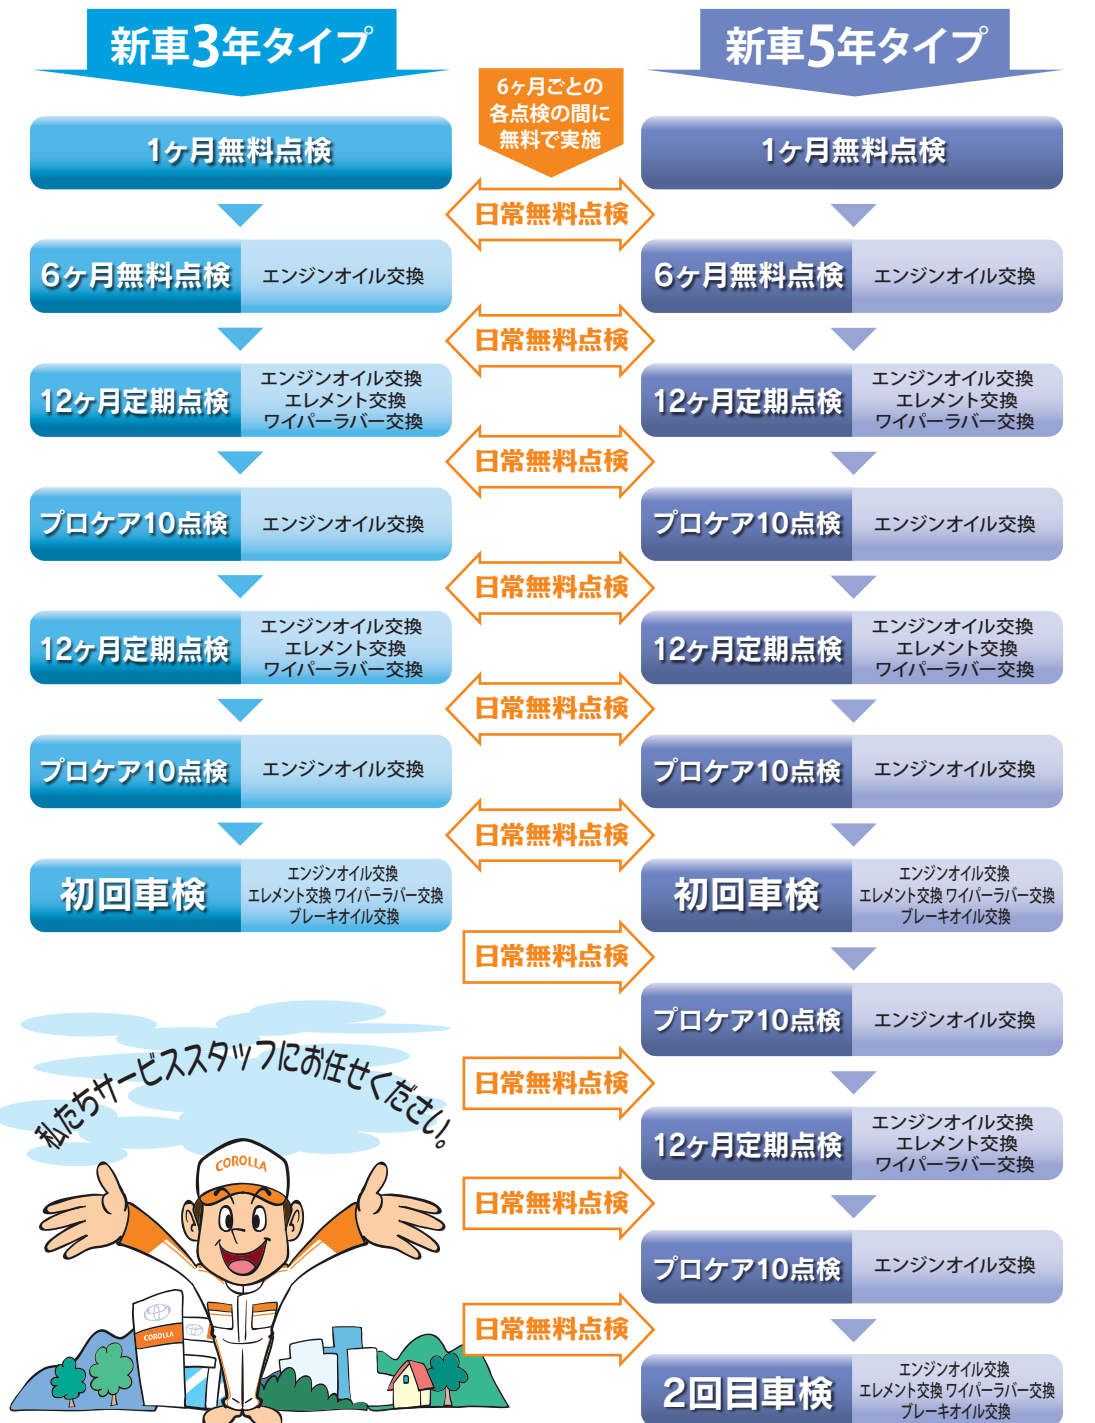 新車3年タイプ
1ヶ月無料点検
6ヶ月無料点検
エンジンオイル交換
12ヶ月定期点検
エンジンオイル交換
エレメント交換
ワイパーラバー交換
プロケア10点検
エンジンオイル交換
12ヶ月定期点検
エンジンオイル交換
エレメント交換
ワイパーラバー交換
プロケア10点検
エンジンオイル交換
初回車検
エンジンオイル交換
エレメント交換 ワイパーラバー交換
ブレーキオイル交換
6ヶ月ごとの
各点検の間に
無料で実施
日常無料点検
日常無料点検
日常無料点検
日常無料点検
日常無料点検
日常無料点検
日常無料点検
日常無料点検
日常無料点検
日常無料点検
新車5年タイプ
1ヶ月無料点検
6ヶ月無料点検
エンジンオイル交換
12ヶ月定期点検
エンジンオイル交換
エレメント交換
ワイパーラバー交換
プロケア10点検
エンジンオイル交換
12ヶ月定期点検
エンジンオイル交換
エレメント交換
ワイパーラバー交換
プロケア10点検
エンジンオイル交換
初回車検
エンジンオイル交換
エレメント交換 ワイパーラバー交換
ブレーキオイル交換
プロケア10点検
エンジンオイル交換
12ヶ月定期点検
エンジンオイル交換
エレメント交換
ワイパーラバー交換
プロケア10点検
エンジンオイル交換
2回目車検
エンジンオイル交換
エレメント交換 ワイパーラバー交換
ブレーキオイル交換
私たちサービススタッフにお任せください。
COROLLA
COROLLA